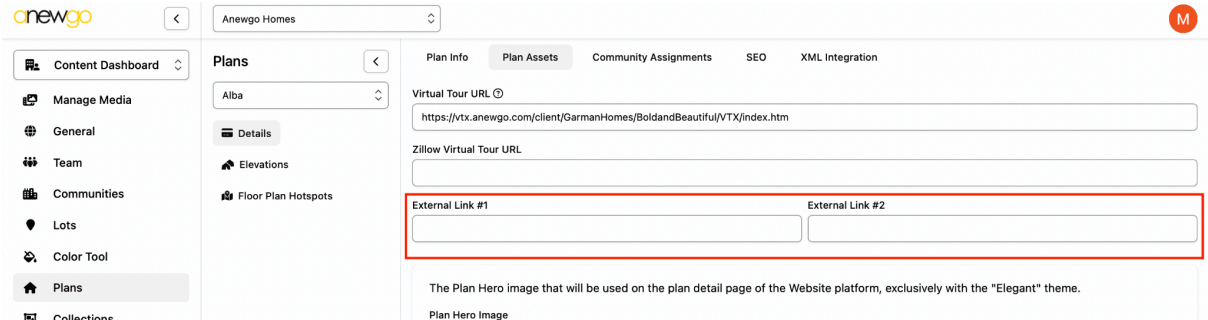 anewgo
Anewgo Homes
M
Content Dashboard
Manage Media
General
Team
Communities
Lots
Color Tool
Plans
Collections
Plans
Alba
Details
Elevations
Floor Plan Hotspots
Plan Info Plan Assets Community Assignments SEO XML Integration
Virtual Tour URL
https://vtx.anewgo.com/client/GarmanHomes/BoldandBeautiful/VTX/index.htm
Zillow Virtual Tour URL
External Link #1 External Link #2
The Plan Hero image that will be used on the plan detail page of the Website platform, exclusively with the "Elegant" theme.
Plan Hero Image